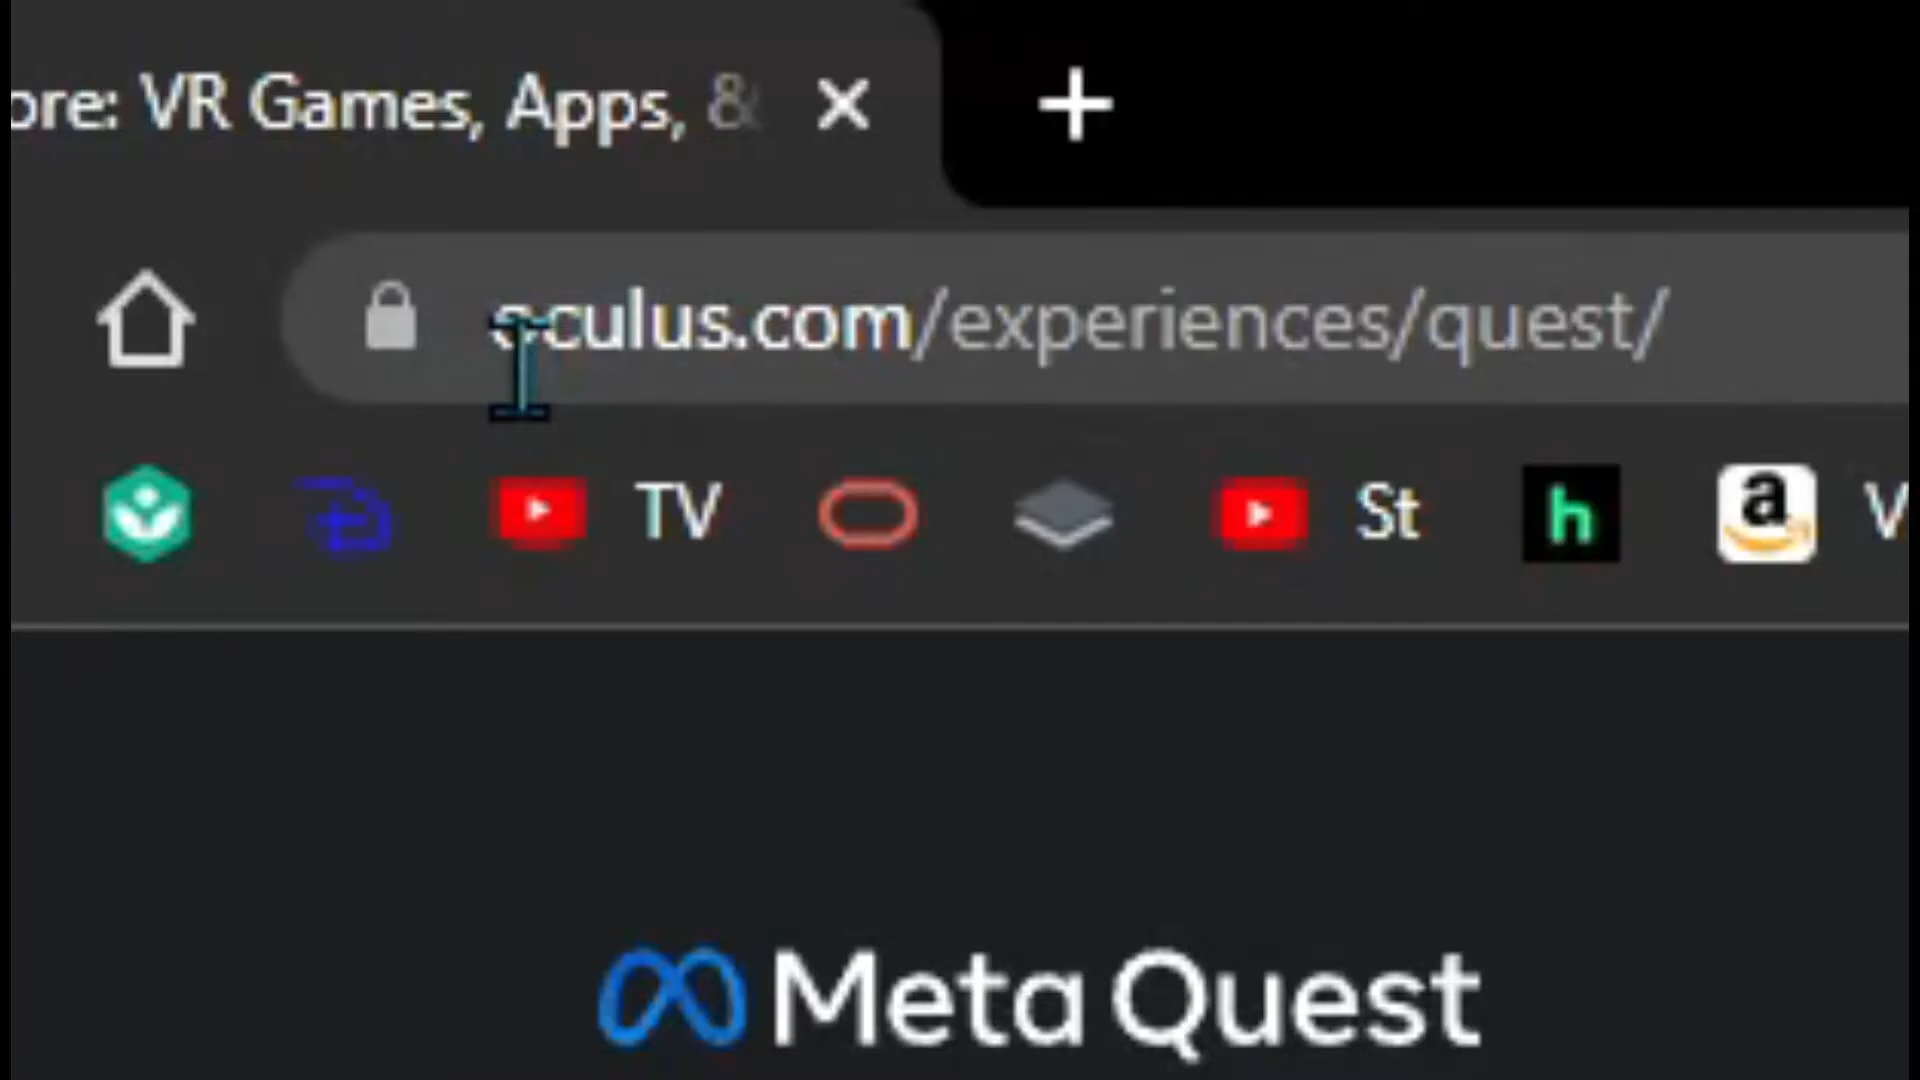 ore: VR Games, Apps, &
oculus.com/experiences/quest/
TV St h a V
Meta Quest